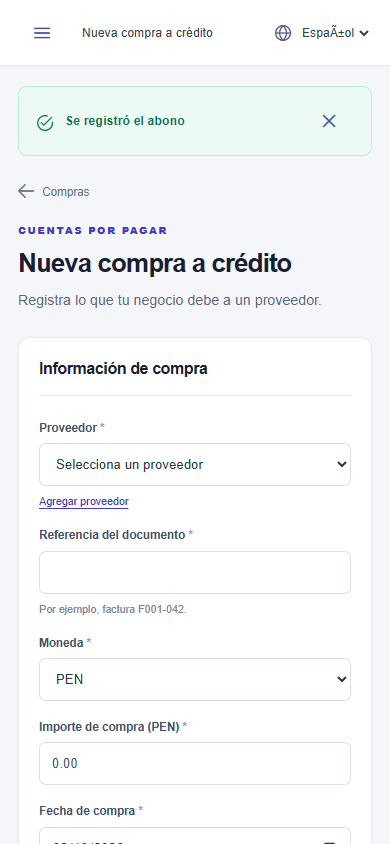 Nueva compra a crédito
EspaÃ±ol
Se registró el abono
Compras
CUENTAS POR PAGAR
Nueva compra a crédito
Registra lo que tu negocio debe a un proveedor.
Información de compra
Proveedor *
Selecciona un proveedor
Agregar proveedor
Referencia del documento *
Por ejemplo, factura F001-042.
Moneda *
PEN
Importe de compra (PEN) *
0.00
Fecha de compra *